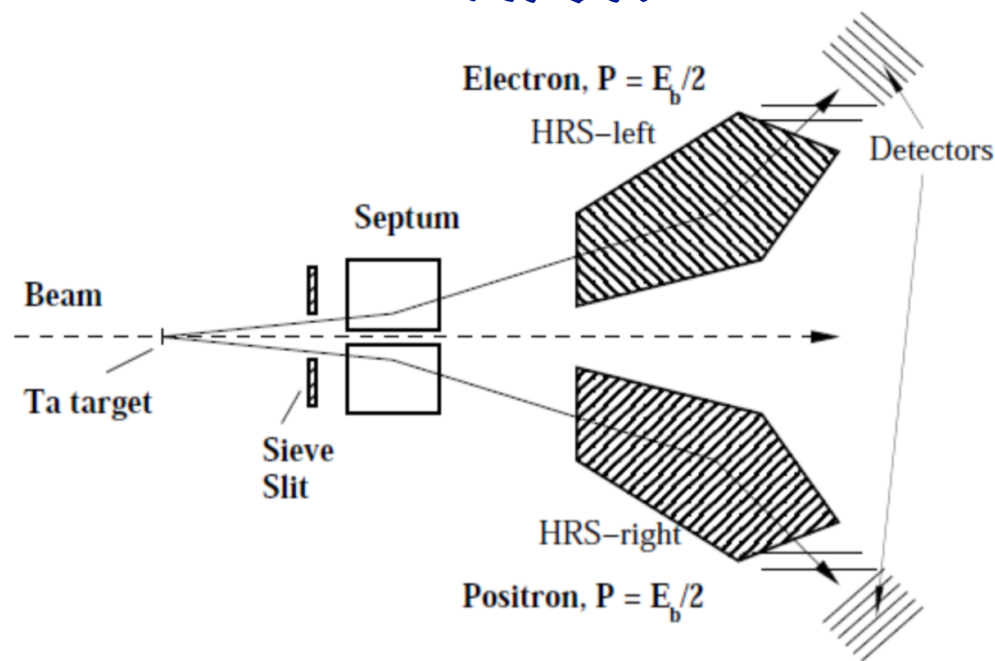 Electron, P = E_b/2
HRS–left
Detectors
Septum
Beam
Ta target
Sieve
Slit
HRS–right
Positron, P = E_b/2